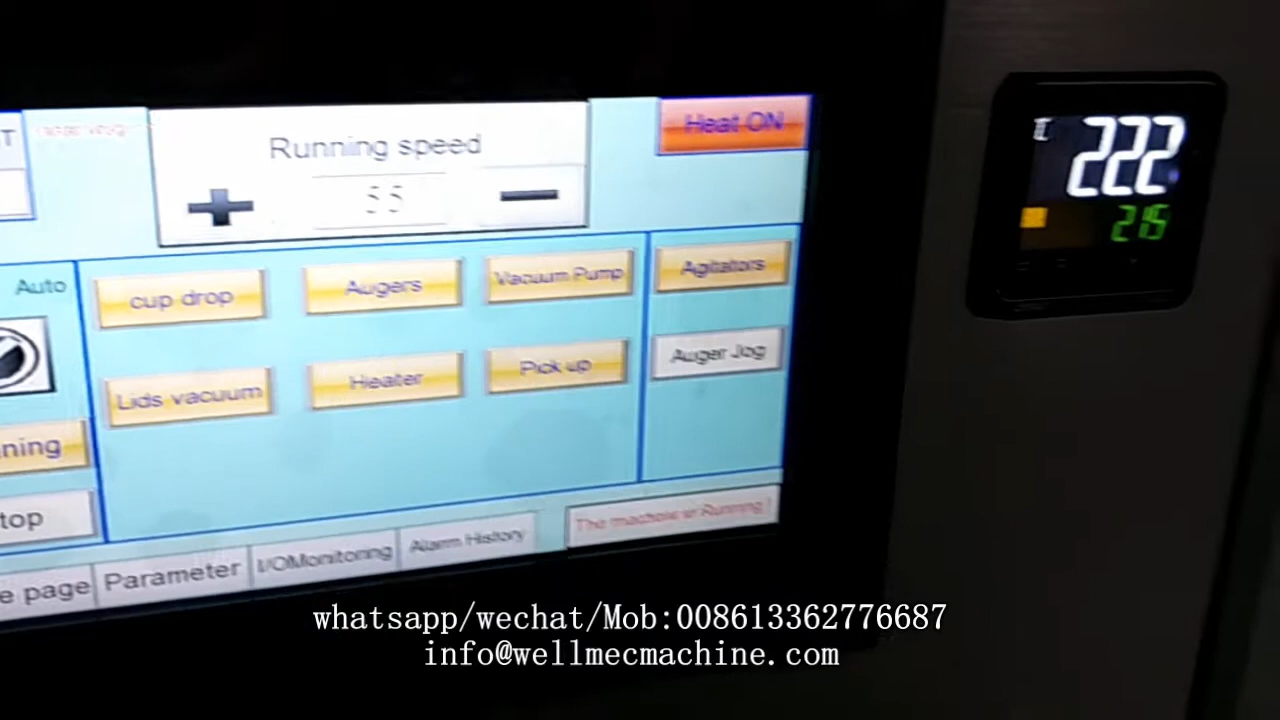 Running speed
55
Heat ON
222
215
Auto
cup drop
Augers
Vacuum Pump
Agitators
Lids vacuum
Heater
Pick up
Auger Jog
ning
top
e page
Parameter
I/OMonitoring
Alarm History
The machine is Running !
whatsapp/wechat/Mob:008613362776687
info@wellmecmachine.com